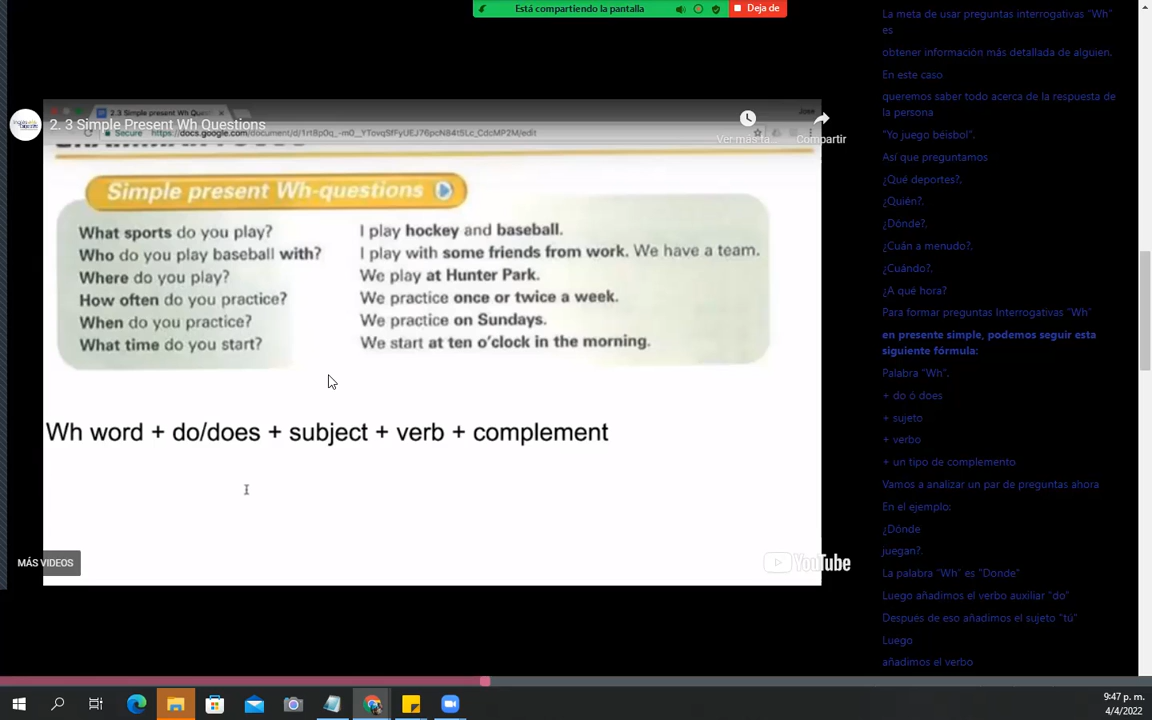 Está compartiendo la pantalla
Deja de
2. 3 Simple Present Wh Questions
Ver más ta...
Compartir
Simple present Wh-questions
What sports do you play? I play hockey and baseball.
Who do you play baseball with? I play with some friends from work. We have a team.
Where do you play? We play at Hunter Park.
How often do you practice? We practice once or twice a week.
When do you practice? We practice on Sundays.
What time do you start? We start at ten o'clock in the morning.
Wh word + do/does + subject + verb + complement
MÁS VIDEOS
YouTube
La meta de usar preguntas interrogativas "Wh"
es
obtener información más detallada de alguien.
En este caso
queremos saber todo acerca de la respuesta de
la persona
"Yo juego béisbol".
Así que preguntamos
¿Qué deportes?,
¿Quién?,
¿Dónde?,
¿Cuán a menudo?,
¿Cuándo?,
¿A qué hora?
Para formar preguntas Interrogativas "Wh"
en presente simple, podemos seguir esta
siguiente fórmula:
Palabra "Wh",
+ do ó does
+ sujeto
+ verbo
+ un tipo de complemento
Vamos a analizar un par de preguntas ahora
En el ejemplo:
¿Dónde
juegan?,
La palabra "Wh" es "Donde"
Luego añadimos el verbo auxiliar "do"
Después de eso añadimos el sujeto "tú"
Luego
añadimos el verbo
9:47 p. m.
4/4/2022